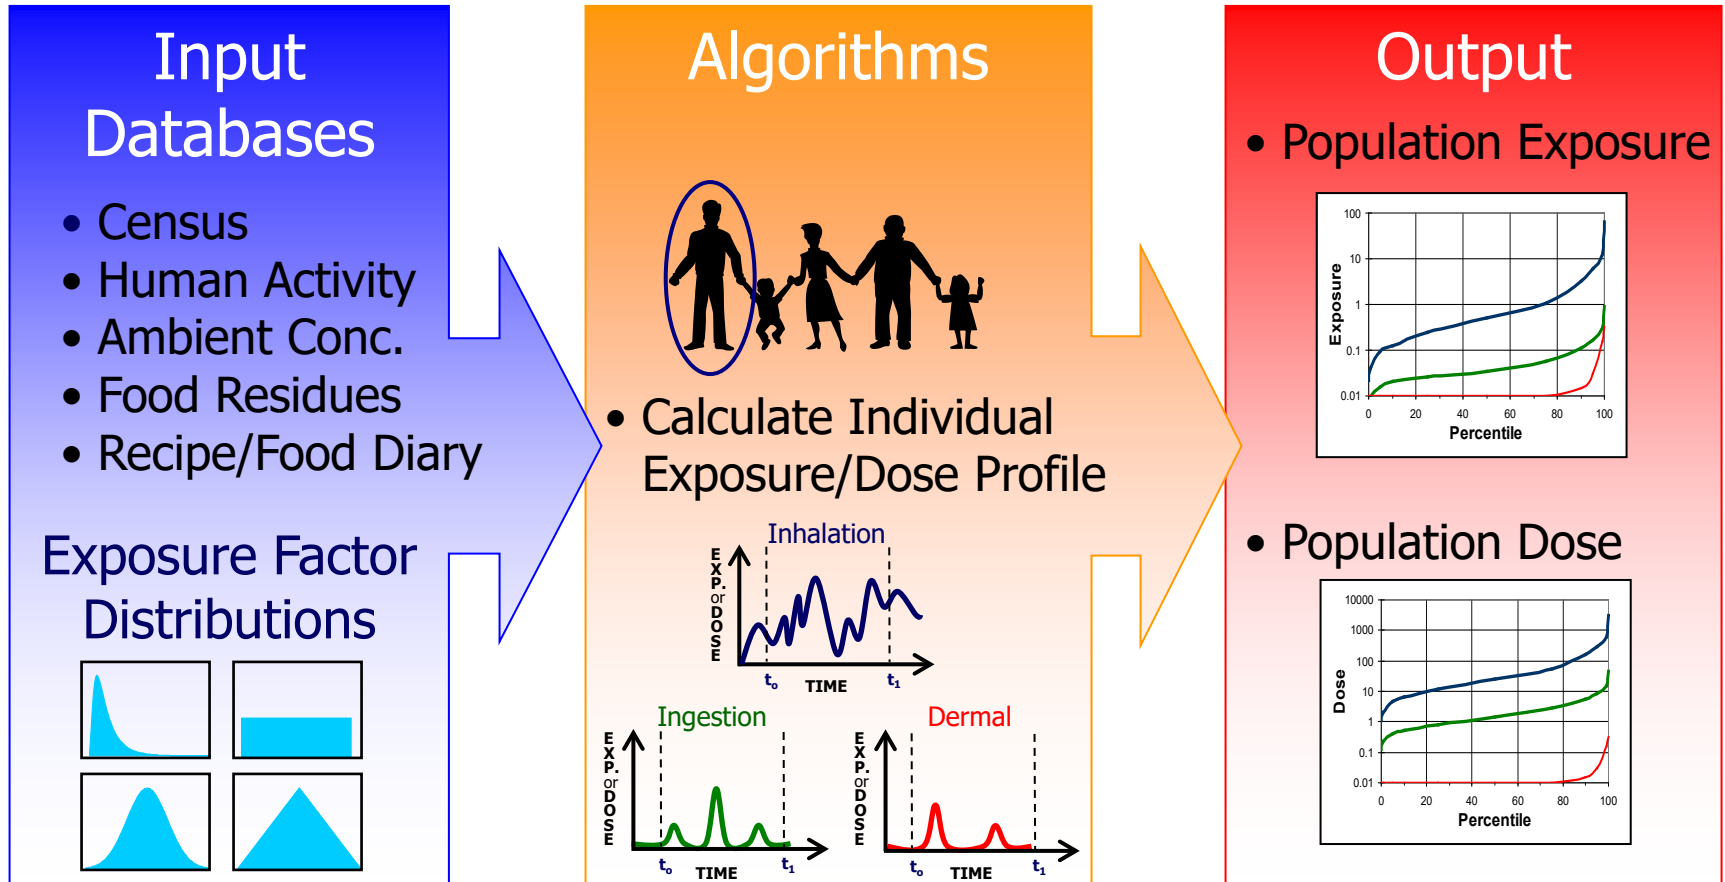 Input
Databases
• Census
• Human Activity
• Ambient Conc.
• Food Residues
• Recipe/Food Diary
Exposure Factor
Distributions
Algorithms
• Calculate Individual
Exposure/Dose Profile
Inhalation
EXP. or DOSE
t₀
TIME
t₁
Ingestion
EXP. or DOSE
t₀
TIME
t₁
Dermal
EXP. or DOSE
t₀
TIME
t₁
Output
• Population Exposure
Exposure
100
10
1
0.1
0.01
0 20 40 60 80 100
Percentile
• Population Dose
Dose
10000
1000
100
10
1
0.1
0.01
0 20 40 60 80 100
Percentile